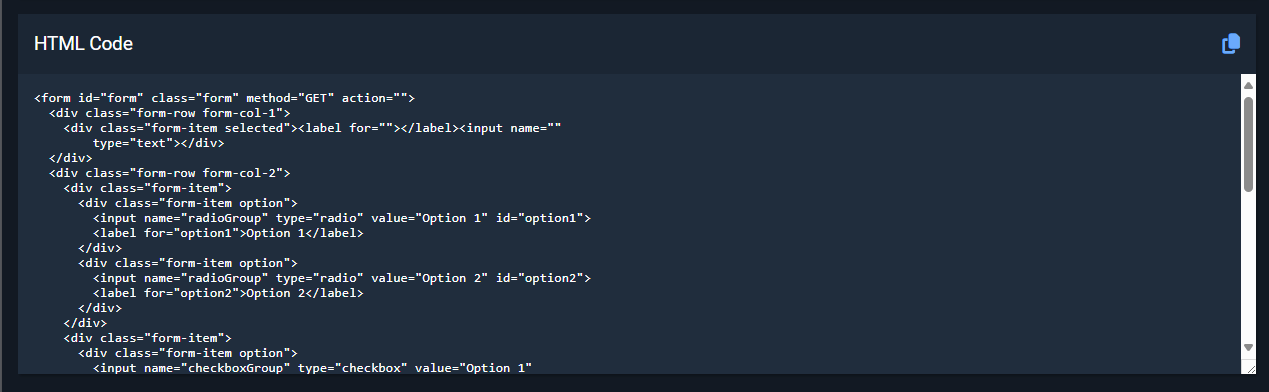 HTML Code
<form id="form" class="form" method="GET" action="">
  <div class="form-row form-col-1">
    <div class="form-item selected"><label for=""></label><input name=""
        type="text"></div>
  </div>
  <div class="form-row form-col-2">
    <div class="form-item">
      <div class="form-item option">
        <input name="radioGroup" type="radio" value="Option 1" id="option1">
        <label for="option1">Option 1</label>
      </div>
      <div class="form-item option">
        <input name="radioGroup" type="radio" value="Option 2" id="option2">
        <label for="option2">Option 2</label>
      </div>
    </div>
    <div class="form-item">
      <div class="form-item option">
        <input name="checkboxGroup" type="checkbox" value="Option 1"